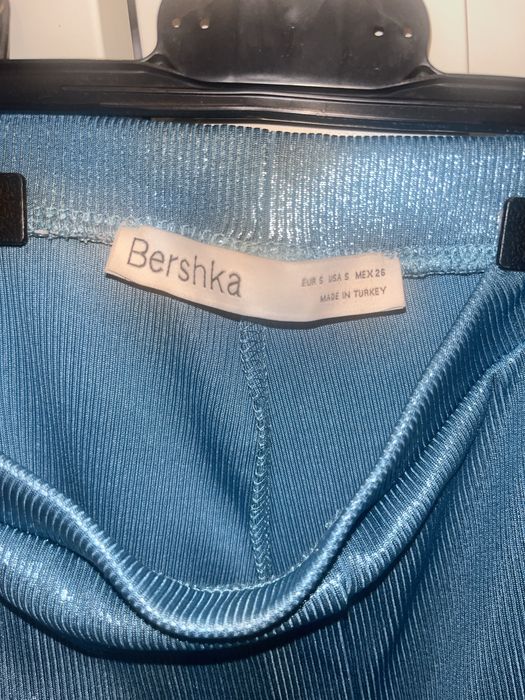 Bershka
EUR S USA S MEX 26
MADE IN TURKEY